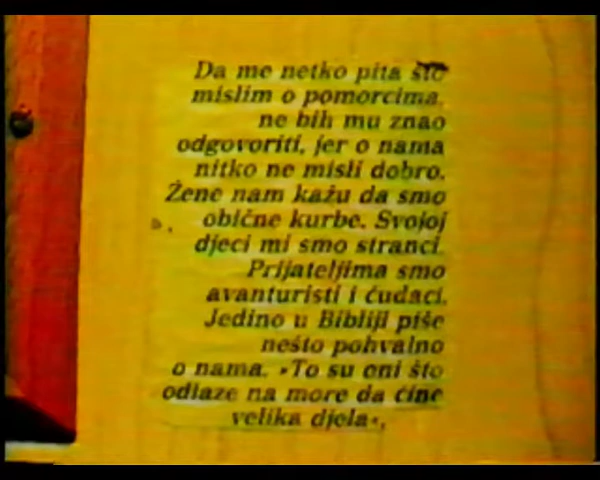 Da me netko pita što
mislim o pomorcima,
ne bih mu znao
odgovoriti, jer o nama
nitko ne misli dobro.
Žene nam kažu da smo
obične kurbe. Svojoj
djeci mi smo stranci.
Prijateljima smo
avanturisti i čudaci.
Jedino u Bibliji piše
nešto pohvalno
o nama. »To su oni što
odlaze na more da čine
velika djela«.